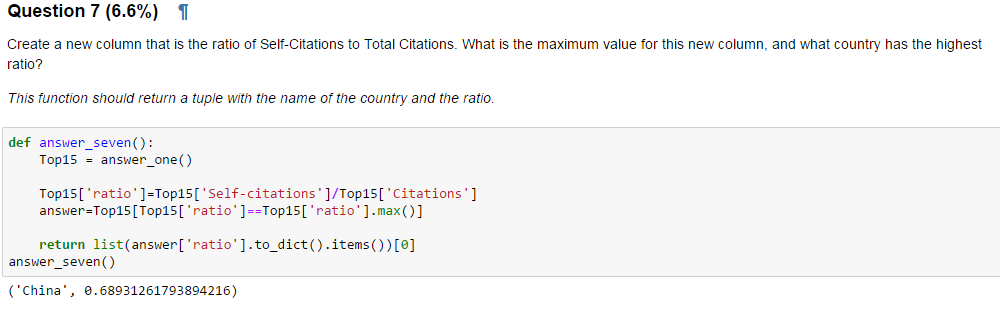 Question 7 (6.6%) ¶
Create a new column that is the ratio of Self-Citations to Total Citations. What is the maximum value for this new column, and what country has the highest
ratio?
This function should return a tuple with the name of the country and the ratio.
def answer_seven():
    Top15 = answer_one()
    Top15['ratio']=Top15['Self-citations']/Top15['Citations']
    answer=Top15[Top15['ratio']==Top15['ratio'].max()]
    return list(answer['ratio'].to_dict().items())[0]
answer_seven()
('China', 0.68931261793894216)